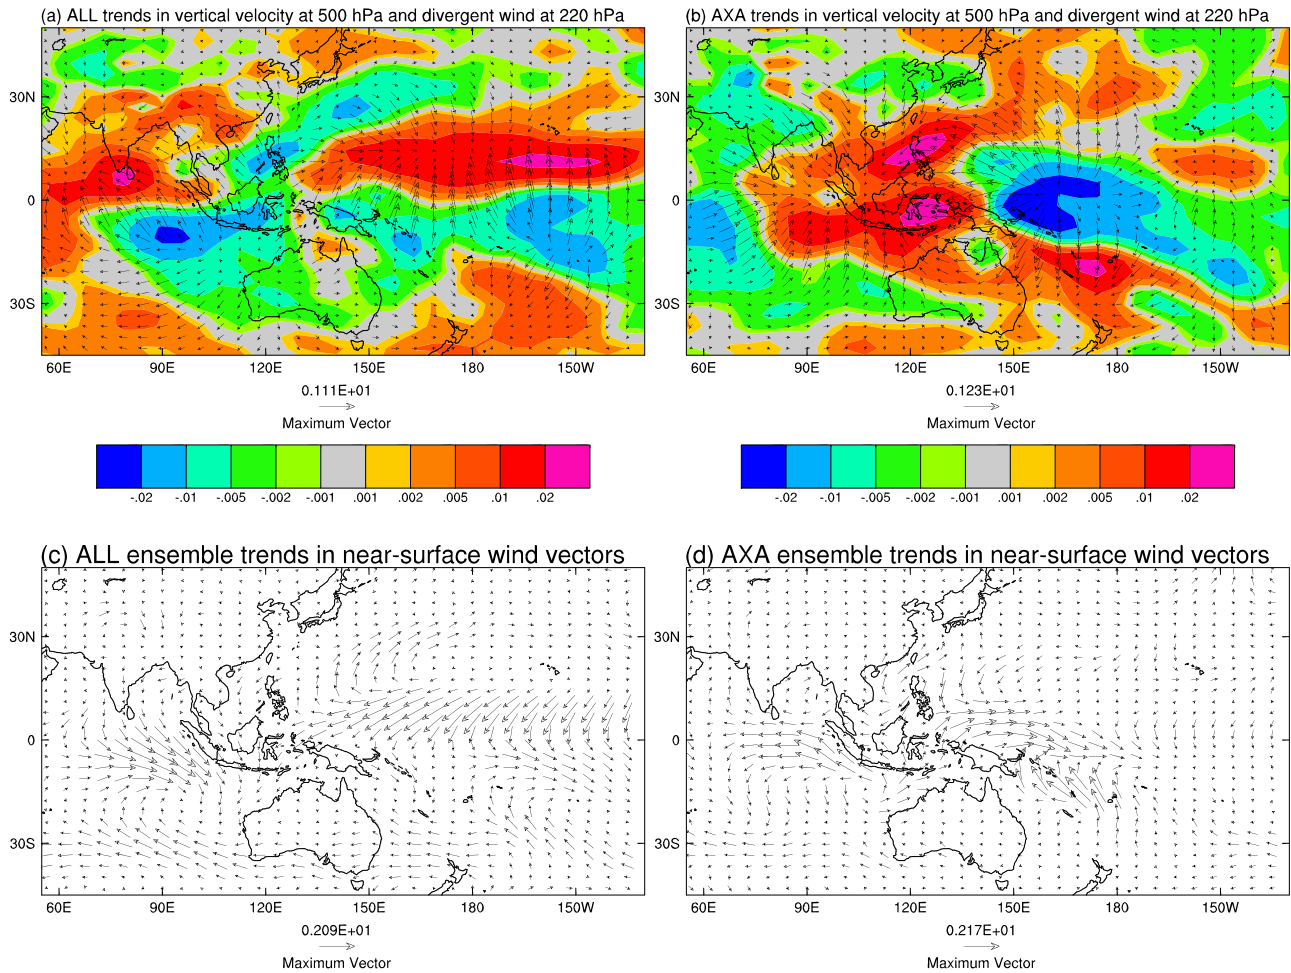 (a) ALL trends in vertical velocity at 500 hPa and divergent wind at 220 hPa
(b) AXA trends in vertical velocity at 500 hPa and divergent wind at 220 hPa
30N
0
30S
60E 90E 120E 150E 180 150W
30N
0
30S
60E 90E 120E 150E 180 150W
0.111E+01
Maximum Vector
0.123E+01
Maximum Vector
-.02 -.01 -.005 -.002 -.001 .001 .002 .005 .01 .02
-.02 -.01 -.005 -.002 -.001 .001 .002 .005 .01 .02
(c) ALL ensemble trends in near-surface wind vectors
(d) AXA ensemble trends in near-surface wind vectors
30N
0
30S
60E 90E 120E 150E 180 150W
30N
0
30S
60E 90E 120E 150E 180 150W
0.209E+01
Maximum Vector
0.217E+01
Maximum Vector